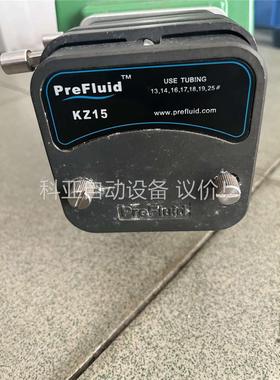 PreFluid™
USE TUBING
13,14,16,17,18,19,25#
KZ15
www.prefluid.com
科亚自动设备 议价点
PreFluid